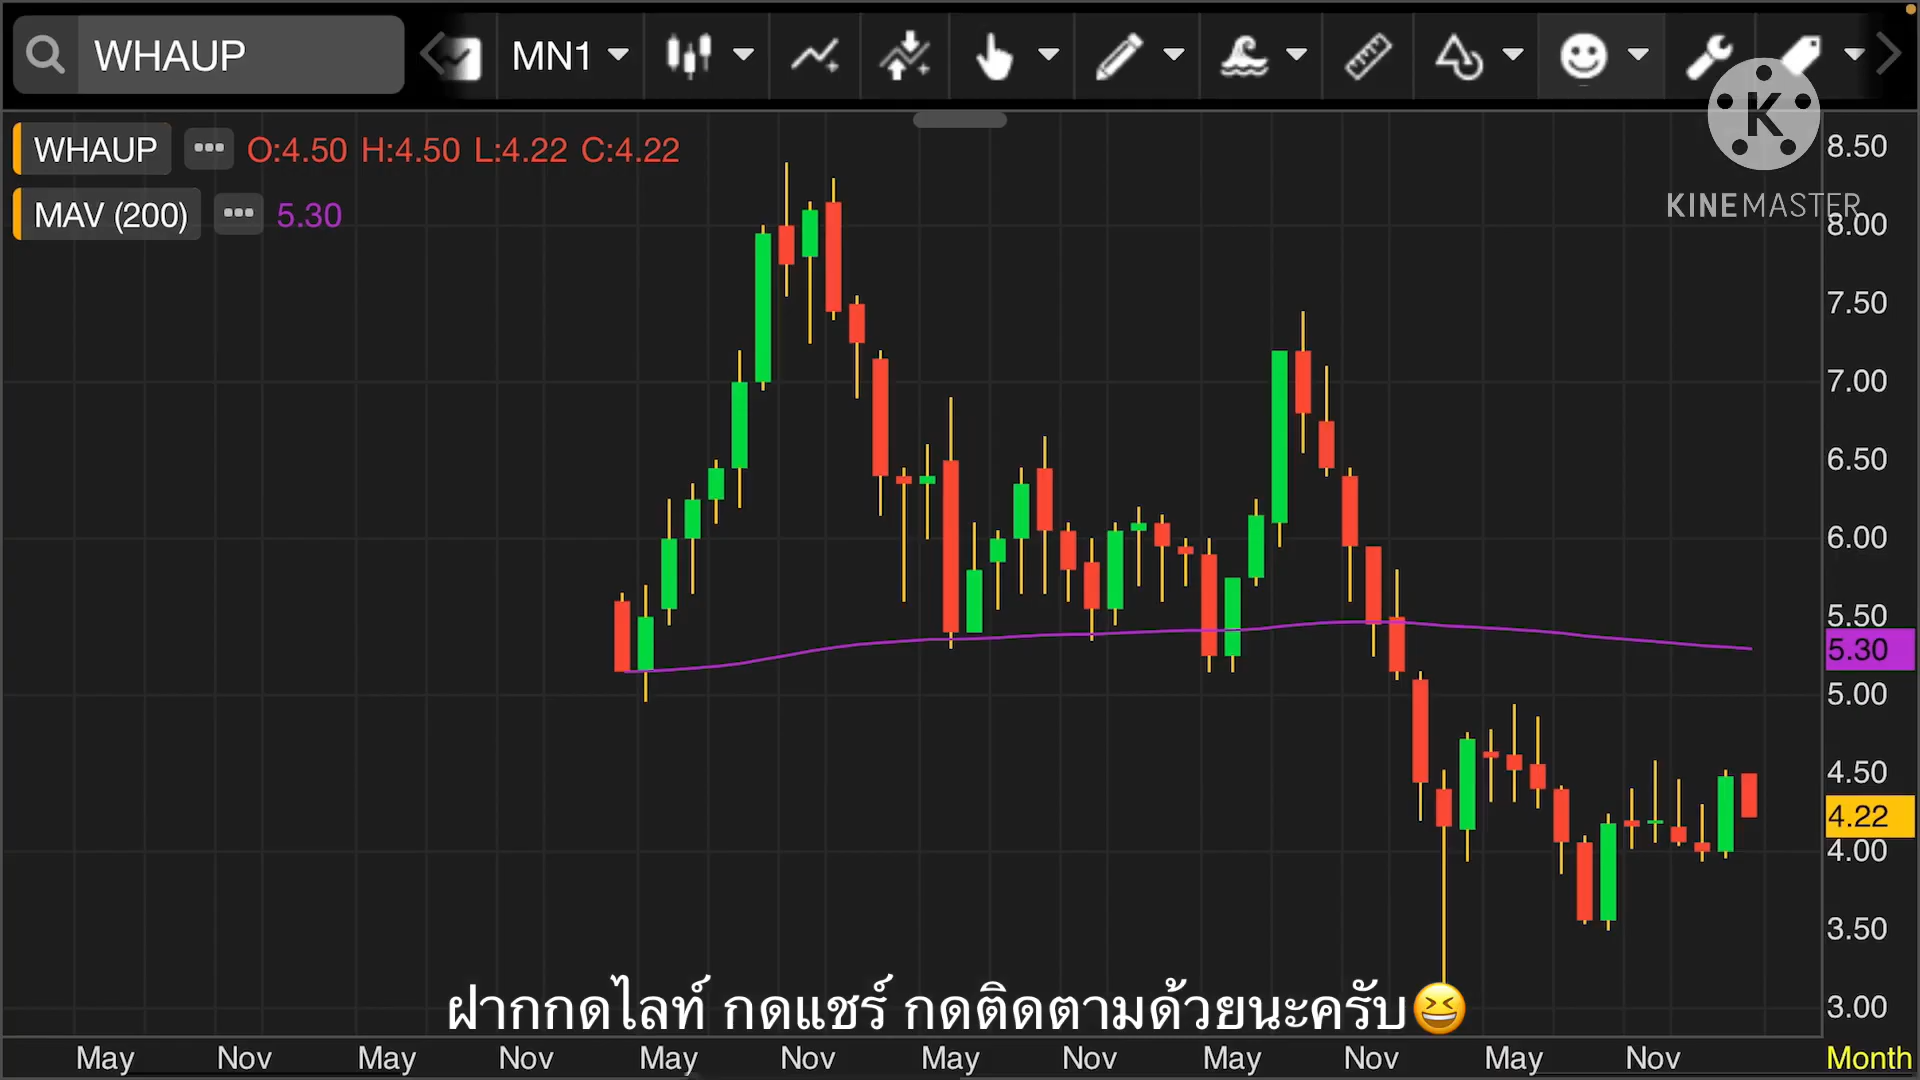 WHAUP
MN1
WHAUP ••• O:4.50 H:4.50 L:4.22 C:4.22
MAV (200) ••• 5.30
K
KINEMASTER
8.50
8.00
7.50
7.00
6.50
6.00
5.50
5.30
5.00
4.50
4.22
4.00
3.50
3.00
ฝากกดไลท์ กดแชร์ กดติดตามด้วยนะครับ😆
May Nov May Nov May Nov May Nov May Nov May Nov Month